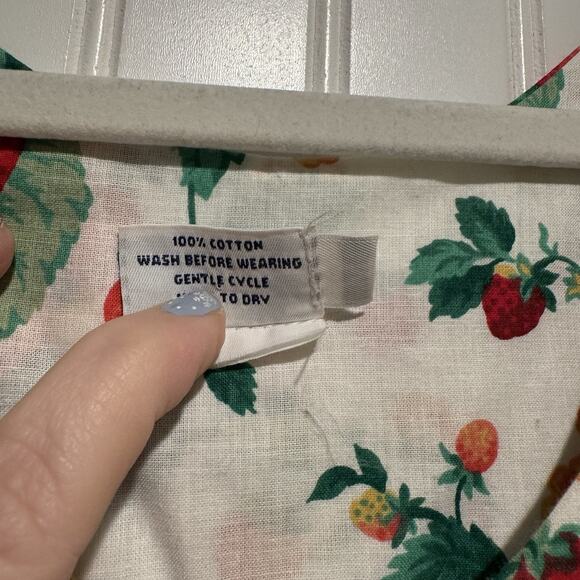 100% COTTON
WASH BEFORE WEARING
GENTLE CYCLE
TO DRY